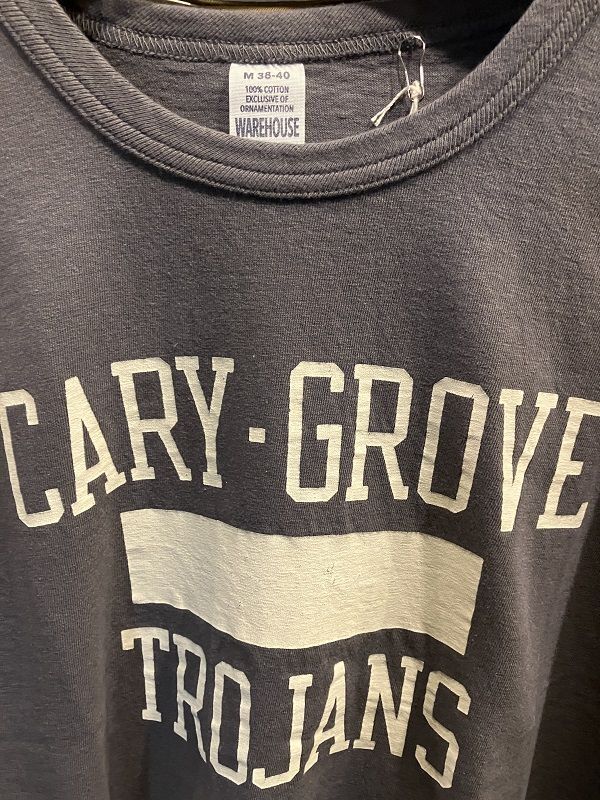 M 38-40
100% COTTON
EXCLUSIVE OF
ORNAMENTATION
WAREHOUSE
CARY-GROVE
TROJANS